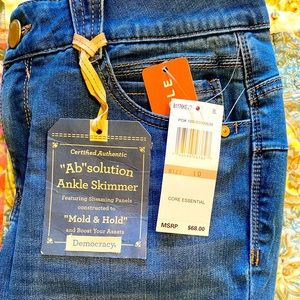 Certified Authentic
"Ab"solution
Ankle Skimmer
Featuring Slimming Panels
constructed to
"Mold & Hold"
and Boost Your Assets
Democracy.
SIZE 10
CORE ESSENTIAL
MSRP $68.00